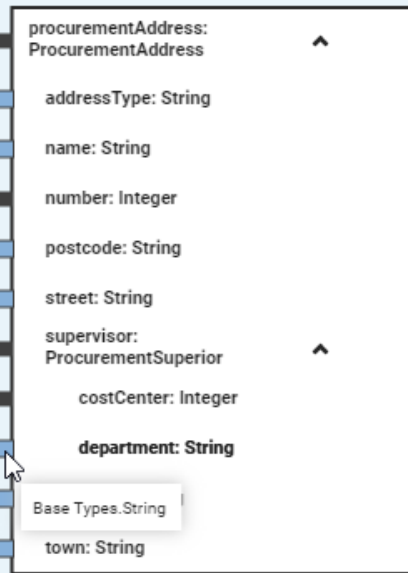 procurementAddress:
ProcurementAddress
addressType: String
name: String
number: Integer
postcode: String
street: String
supervisor:
ProcurementSuperior
costCenter: Integer
department: String
Base Types.String
town: String